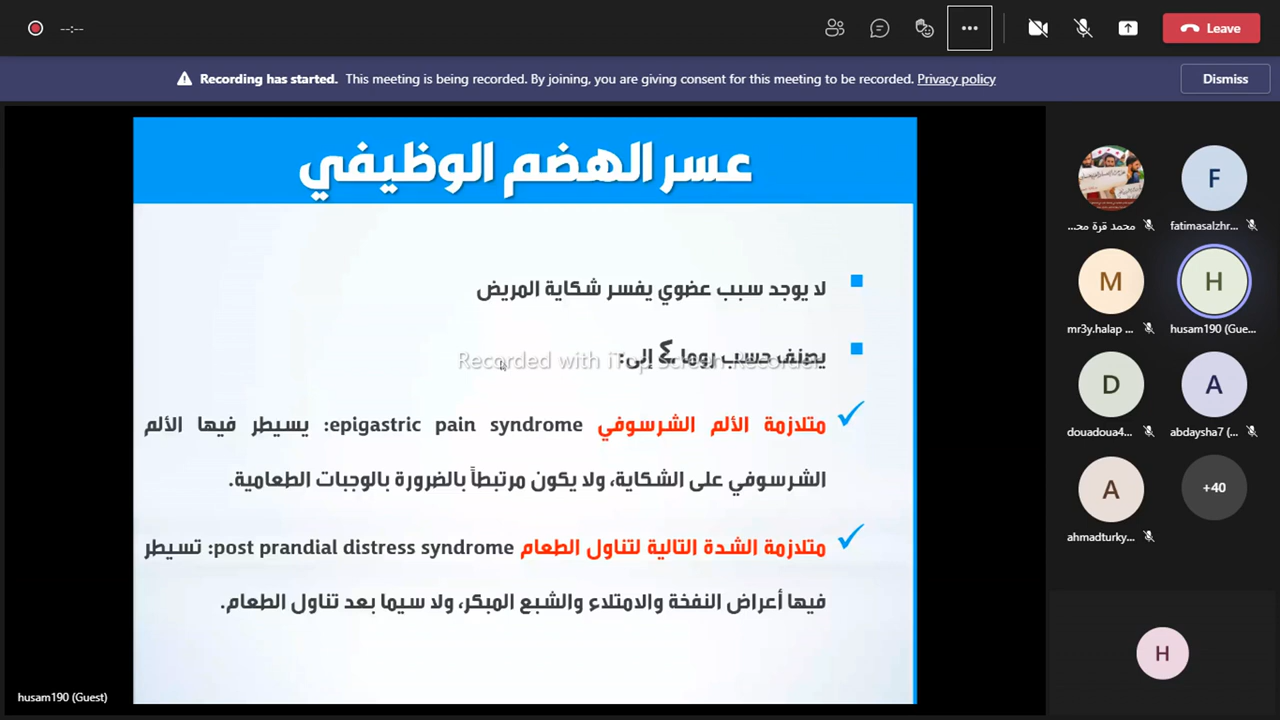 --:--
Leave
Recording has started. This meeting is being recorded. By joining, you are giving consent for this meeting to be recorded. Privacy policy
Dismiss
عسر الهضم الوظيفي
لا يوجد سبب عضوي يفسر شكاية المريض
يصنف حسب روما ٤ إلى:
Recorded with iTop Screen Recorder
متلازمة الألم الشرسوفي epigastric pain syndrome: يسيطر فيها الألم
الشرسوفي على الشكاية، ولا يكون مرتبطاً بالضرورة بالوجبات الطعامية.
متلازمة الشدة التالية لتناول الطعام post prandial distress syndrome: تسيطر
فيها أعراض النفخة والامتلاء والشبع المبكر، ولا سيما بعد تناول الطعام.
husam190 (Guest)
محمد قرة مح...
F
fatimasalzhr...
M
mr3y.halap ...
H
husam190 (Gue...
D
douadoua4...
A
abdaysha7 (...
A
ahmadturky...
+40
H